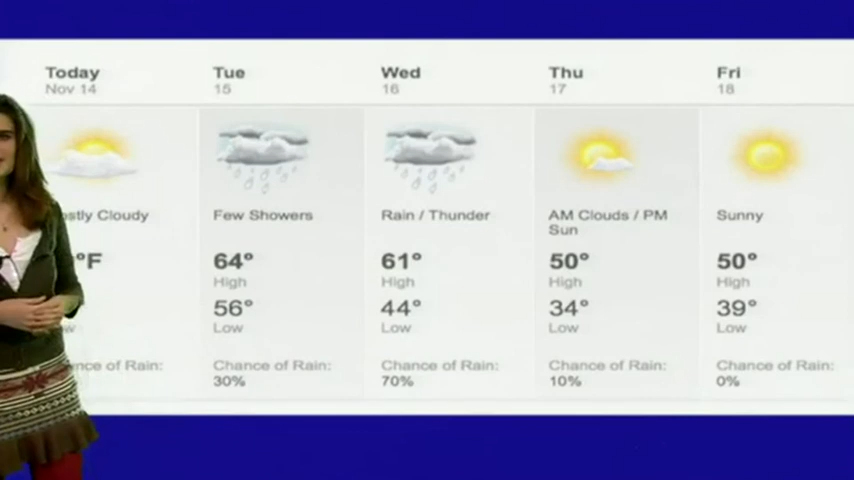 Today
Nov 14
Cloudy
°F
Chance of Rain:
Tue
15
Few Showers
64°
High
56°
Low
Chance of Rain:
30%
Wed
16
Rain / Thunder
61°
High
44°
Low
Chance of Rain:
70%
Thu
17
AM Clouds / PM
Sun
50°
High
34°
Low
Chance of Rain:
10%
Fri
18
Sunny
50°
High
39°
Low
Chance of Rain:
0%